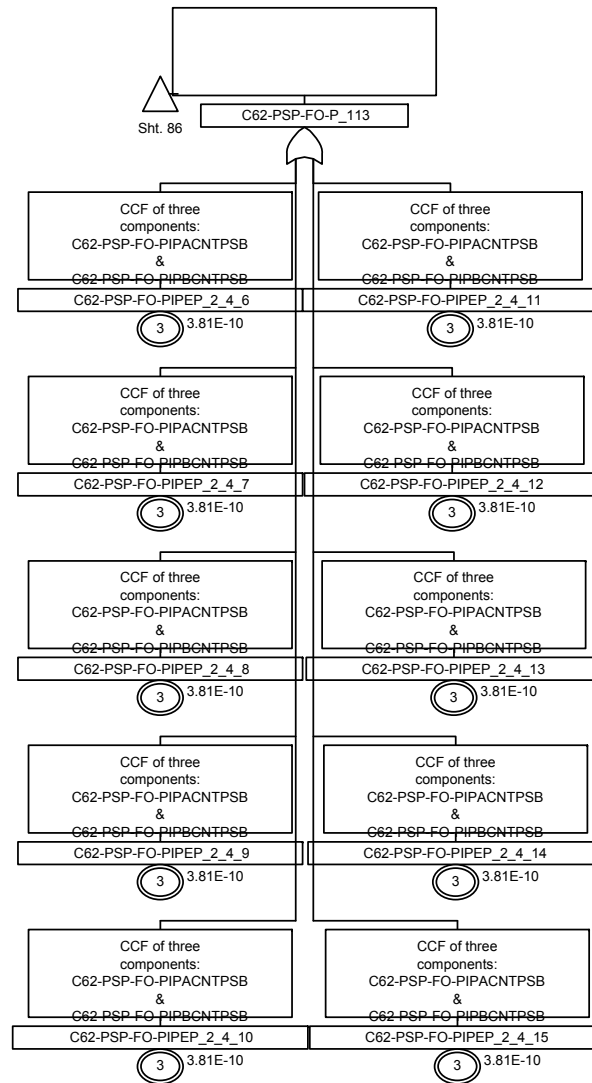 Sht. 86
C62-PSP-FO-P_113
CCF of three
components:
C62-PSP-FO-PIPACNTPSB
&
C62-PSP-FO-PIPBCNTPSB
C62-PSP-FO-PIPEP_2_4_6
3
3.81E-10
CCF of three
components:
C62-PSP-FO-PIPACNTPSB
&
C62-PSP-FO-PIPBCNTPSB
C62-PSP-FO-PIPEP_2_4_11
3
3.81E-10
CCF of three
components:
C62-PSP-FO-PIPACNTPSB
&
C62-PSP-FO-PIPBCNTPSB
C62-PSP-FO-PIPEP_2_4_7
3
3.81E-10
CCF of three
components:
C62-PSP-FO-PIPACNTPSB
&
C62-PSP-FO-PIPBCNTPSB
C62-PSP-FO-PIPEP_2_4_12
3
3.81E-10
CCF of three
components:
C62-PSP-FO-PIPACNTPSB
&
C62-PSP-FO-PIPBCNTPSB
C62-PSP-FO-PIPEP_2_4_8
3
3.81E-10
CCF of three
components:
C62-PSP-FO-PIPACNTPSB
&
C62-PSP-FO-PIPBCNTPSB
C62-PSP-FO-PIPEP_2_4_13
3
3.81E-10
CCF of three
components:
C62-PSP-FO-PIPACNTPSB
&
C62-PSP-FO-PIPBCNTPSB
C62-PSP-FO-PIPEP_2_4_9
3
3.81E-10
CCF of three
components:
C62-PSP-FO-PIPACNTPSB
&
C62-PSP-FO-PIPBCNTPSB
C62-PSP-FO-PIPEP_2_4_14
3
3.81E-10
CCF of three
components:
C62-PSP-FO-PIPACNTPSB
&
C62-PSP-FO-PIPBCNTPSB
C62-PSP-FO-PIPEP_2_4_10
3
3.81E-10
CCF of three
components:
C62-PSP-FO-PIPACNTPSB
&
C62-PSP-FO-PIPBCNTPSB
C62-PSP-FO-PIPEP_2_4_15
3
3.81E-10